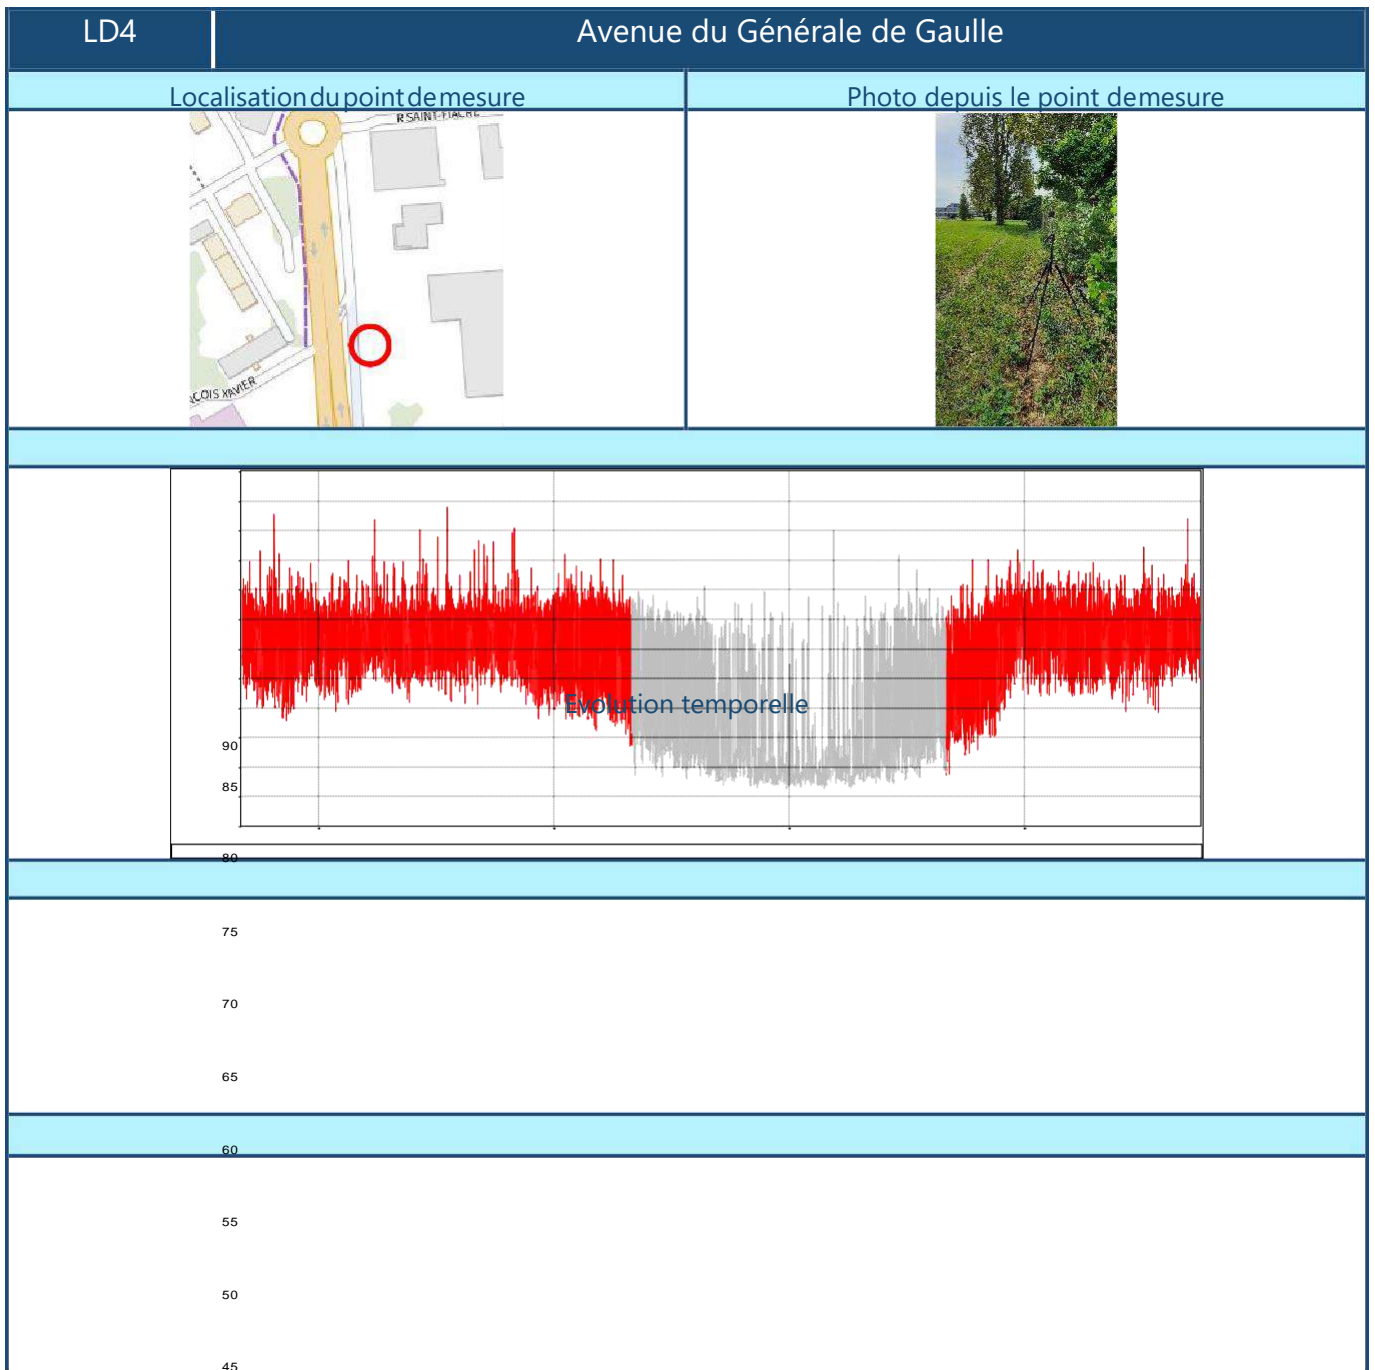 LD4
Avenue du Générale de Gaulle
Localisation du point de mesure
Photo depuis le point de mesure
R SAINT-FIACRE
ÇOIS XAVIER
Evolution temporelle
90
85
80
75
70
65
60
55
50
45